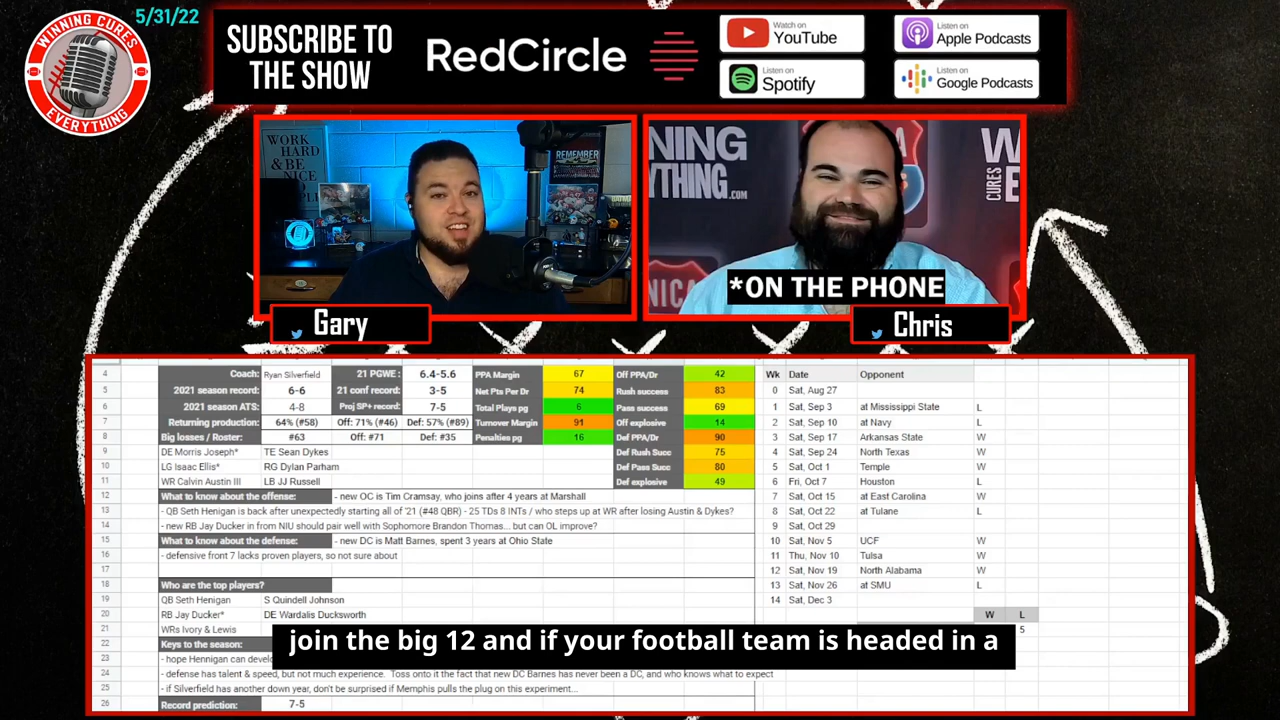 5/31/22
WINNING CURES
EVERYTHING
SUBSCRIBE TO
THE SHOW
RedCircle
Watch on
YouTube
Listen on
Apple Podcasts
Listen on
Spotify
Listen on
Google Podcasts
WORK
HARD
& BE
NICE
REMEMBER
NING
YTHING.COM
CURES
*ON THE PHONE
Gary
Chris
4 Coach: Ryan Silverfield 21 PGWE : 6.4-5.6 PPA Margin 67 Off PPA/Dr 42 Wk Date Opponent
5 2021 season record: 6-6 21 conf record: 3-5 Net Pts Per Dr 74 Rush success 83 0 Sat, Aug 27
6 2021 season ATS: 4-8 Proj SP+ record: 7-5 Total Plays pg 6 Pass success 69 1 Sat, Sep 3 at Mississippi State L
7 Returning production: 64% (#58) Off: 71% (#46) Def: 57% (#89) Turnover Margin 91 Off explosive 14 2 Sat, Sep 10 at Navy L
8 Big losses / Roster: #63 Off: #71 Def: #35 Penalties pg 16 Def PPA/Dr 90 3 Sat, Sep 17 Arkansas State W
9 DE Morris Joseph* TE Sean Dykes Def Rush Succ 75 4 Sat, Sep 24 North Texas W
10 LG Isaac Ellis* RG Dylan Parham Def Pass Succ 80 5 Sat, Oct 1 Temple W
11 WR Calvin Austin III LB JJ Russell Def explosive 49 6 Fri, Oct 7 Houston L
12 What to know about the offense: - new OC is Tim Cramsay, who joins after 4 years at Marshall 7 Sat, Oct 15 at East Carolina W
13 - QB Seth Henigan is back after unexpectedly starting all of '21 (#48 QBR) - 25 TDs 8 INTs / who steps up at WR after losing Austin & Dykes? 8 Sat, Oct 22 at Tulane L
14 - new RB Jay Ducker in from NIU should pair well with Sophomore Brandon Thomas... but can OL improve? 9 Sat, Oct 29
15 What to know about the defense: - new DC is Matt Barnes, spent 3 years at Ohio State 10 Sat, Nov 5 UCF W
16 - defensive front 7 lacks proven players, so not sure about 11 Thu, Nov 10 Tulsa W
17 12 Sat, Nov 19 North Alabama W
18 Who are the top players? 13 Sat, Nov 26 at SMU L
19 QB Seth Henigan S Quindell Johnson 14 Sat, Dec 3
20 RB Jay Ducker* DE Wardalis Ducksworth W L
21 WRs Ivory & Lewis 5
join the big 12 and if your football team is headed in a
22 Keys to the season:
23 - hope Hennigan can
24 - defense has talent & speed, but not much experience. Toss onto it the fact that new DC Barnes has never been a DC, and who knows what to expect
25 - if Silverfield has another down year, don't be surprised if Memphis pulls the plug on this experiment...
26 Record prediction: 7-5